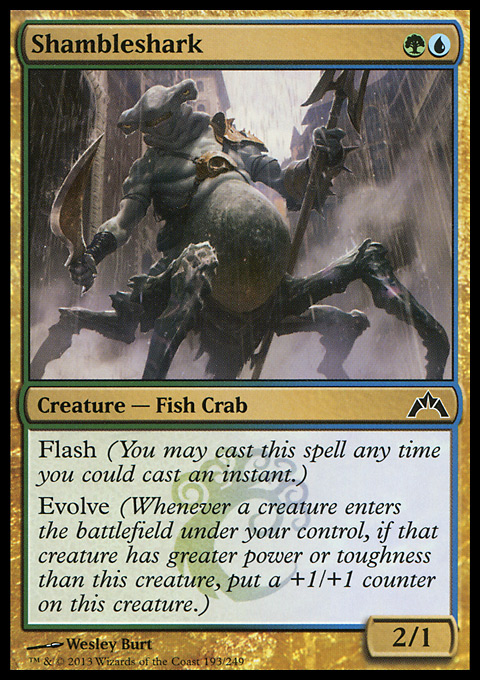 Shambleshark
Creature — Fish Crab
Flash (You may cast this spell any time
you could cast an instant.)
Evolve (Whenever a creature enters
the battlefield under your control, if that
creature has greater power or toughness
than this creature, put a +1/+1 counter
on this creature.)
2/1
Wesley Burt
™ & © 2013 Wizards of the Coast 193/249